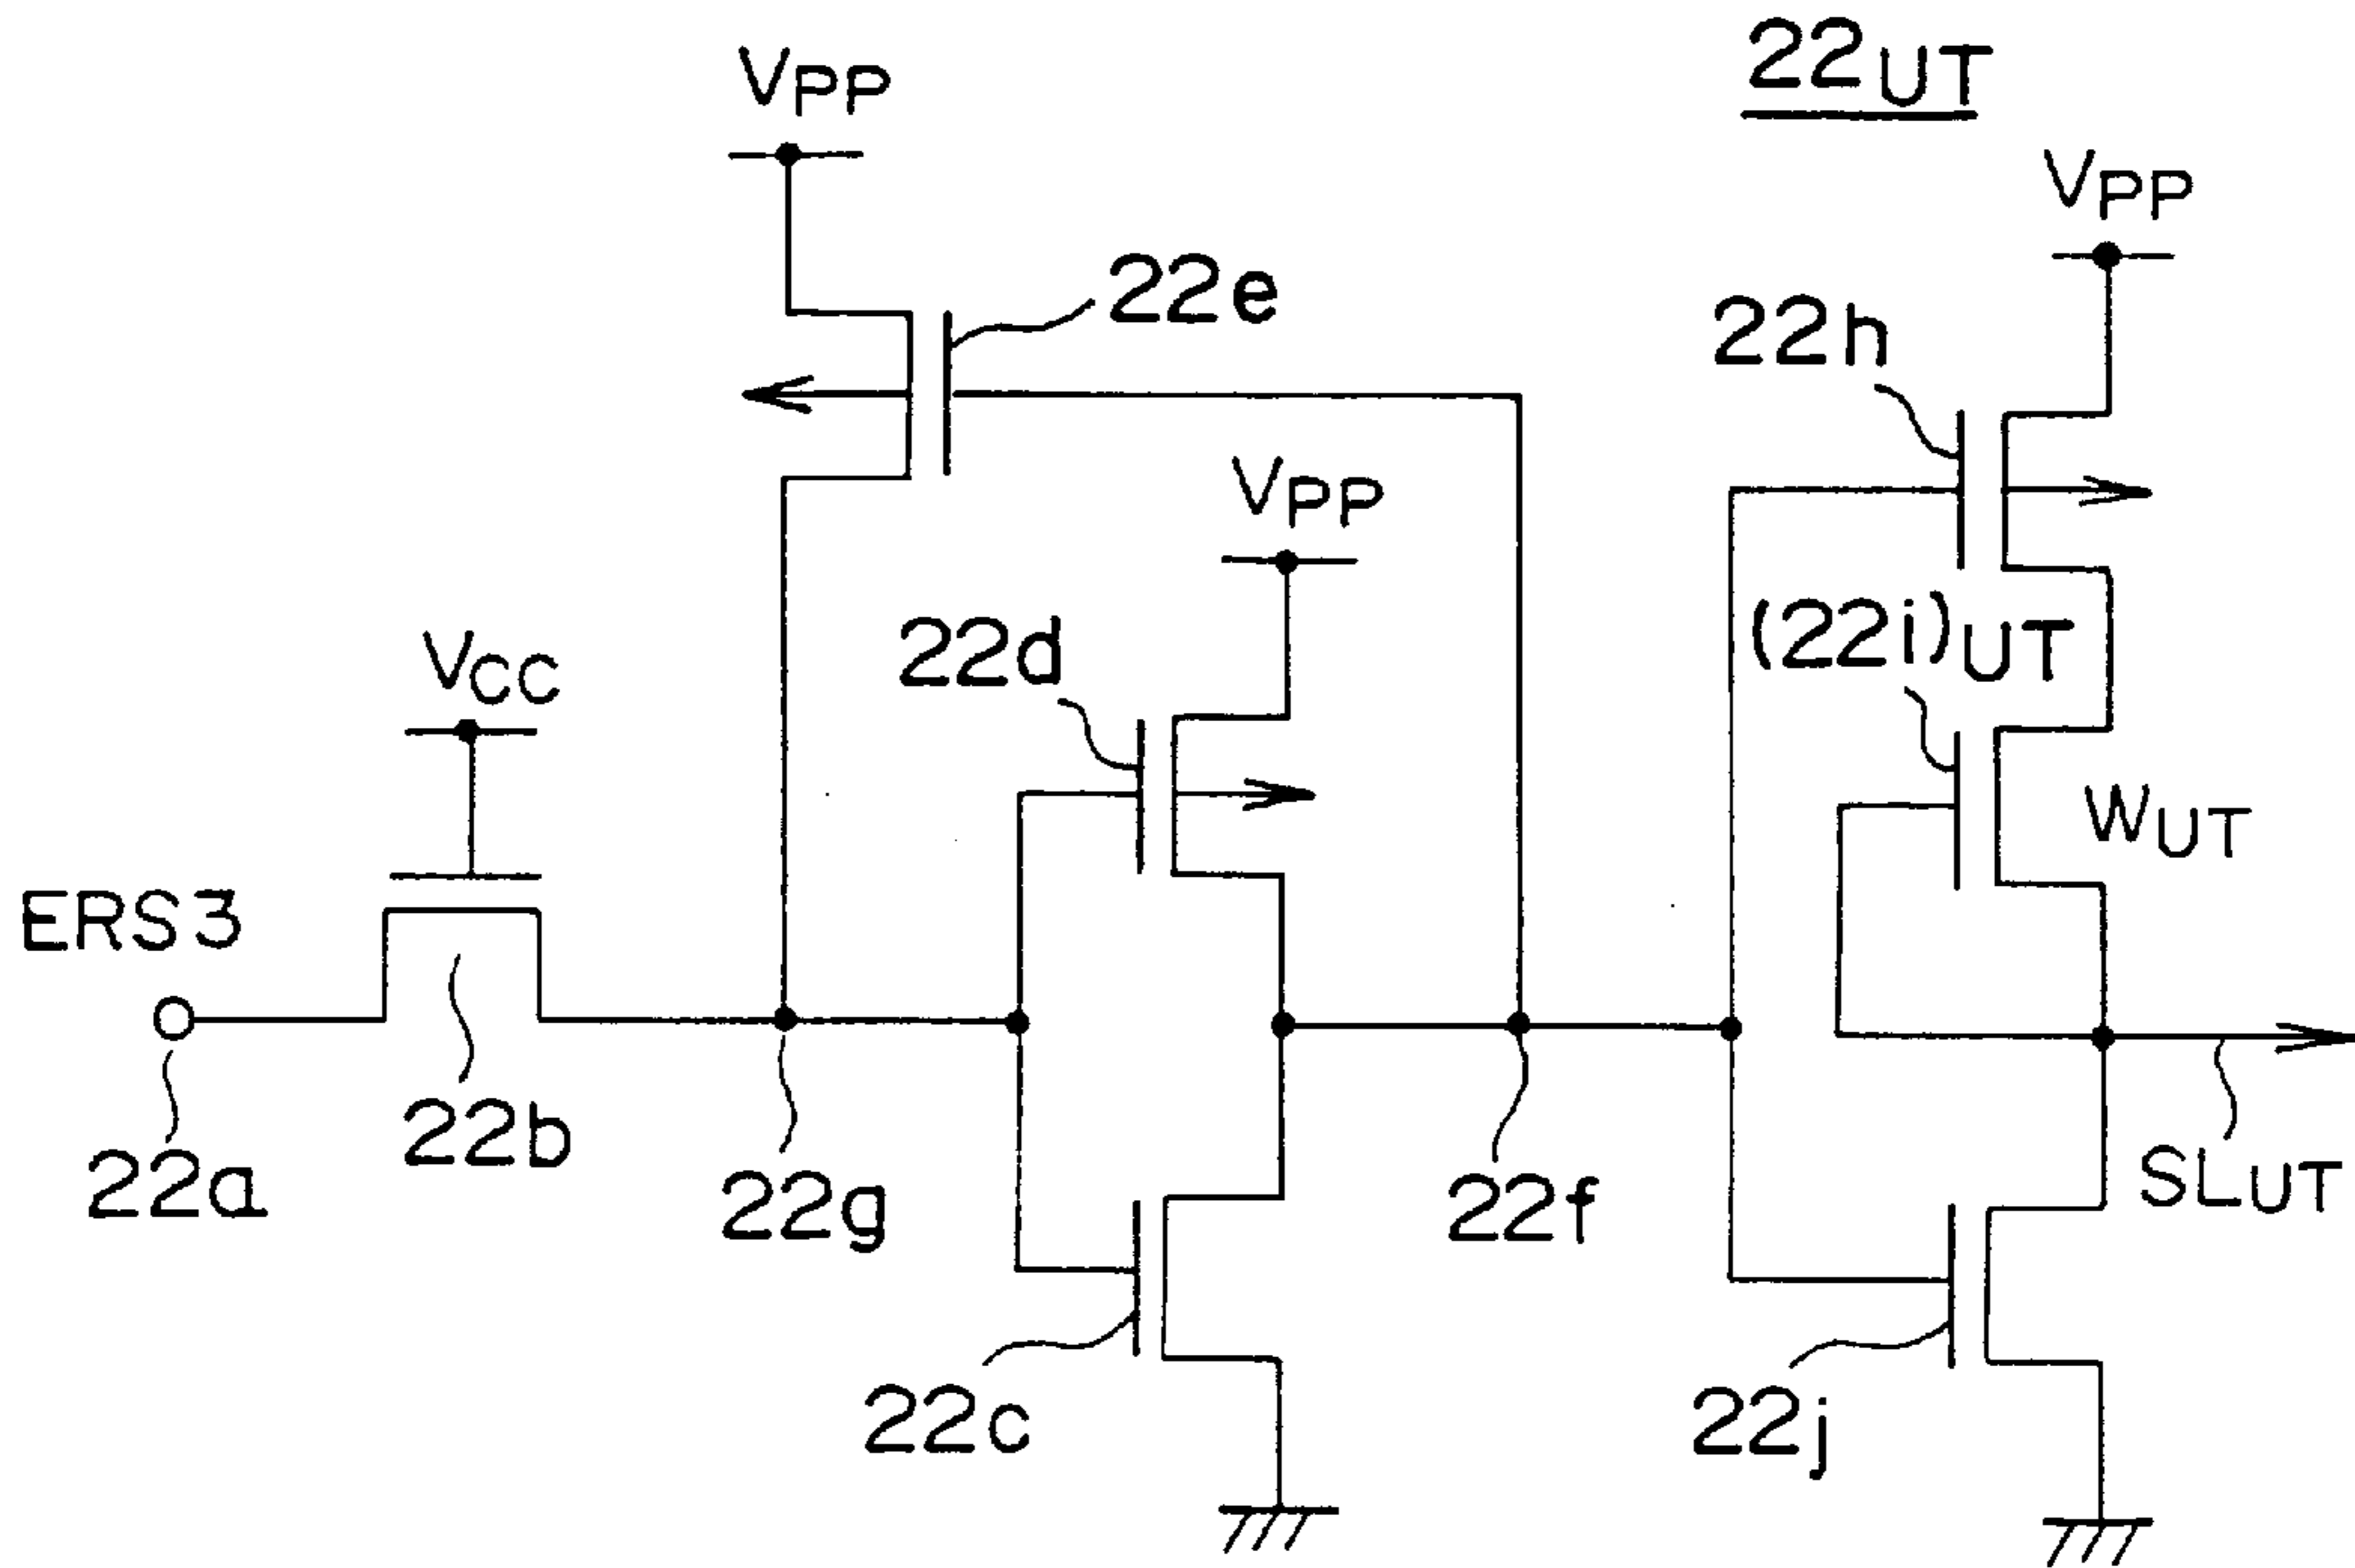 22UT
VPP
VPP
22e
22h
VPP
(22i)UT
22d
VCC
WUT
ERS3
22b
22a
22g
22f
SLUT
22c
22j